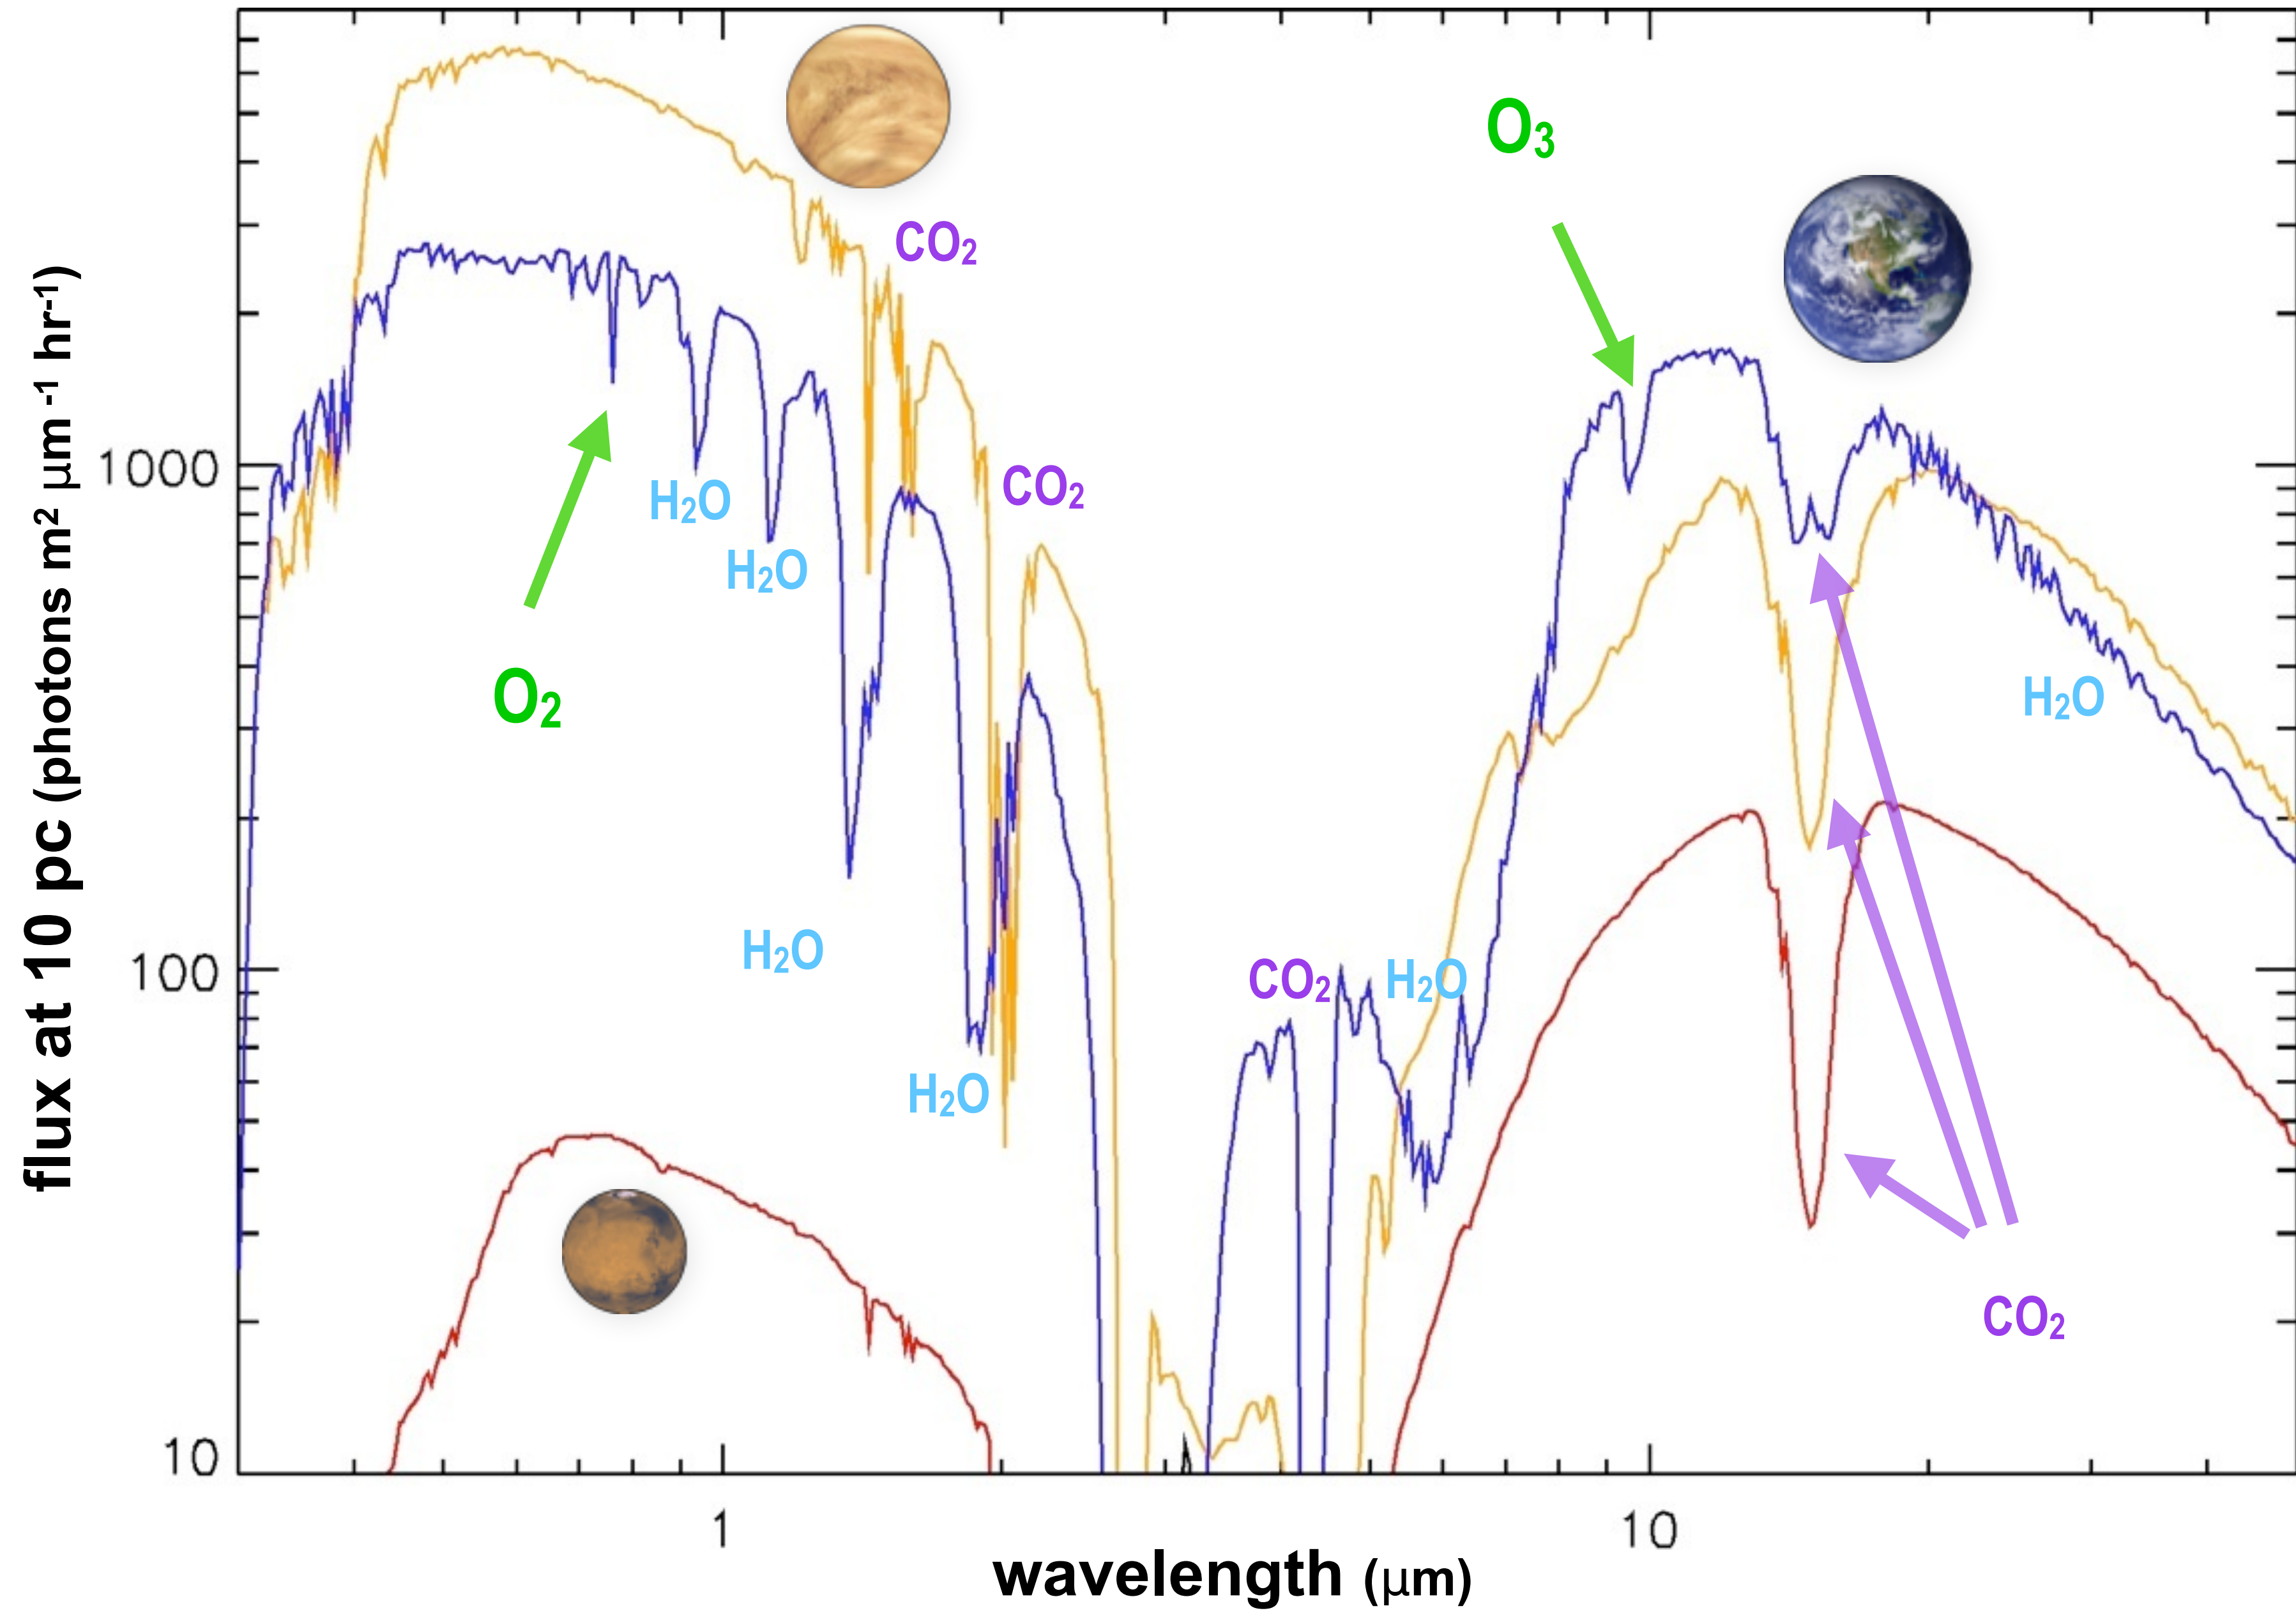 flux at 10 pc (photons m² μm ⁻¹ hr⁻¹)
1000
100
10
O₃
CO₂
CO₂
H₂O
H₂O
O₂
H₂O
H₂O
H₂O
CO₂
H₂O
CO₂
1
10
wavelength (μm)